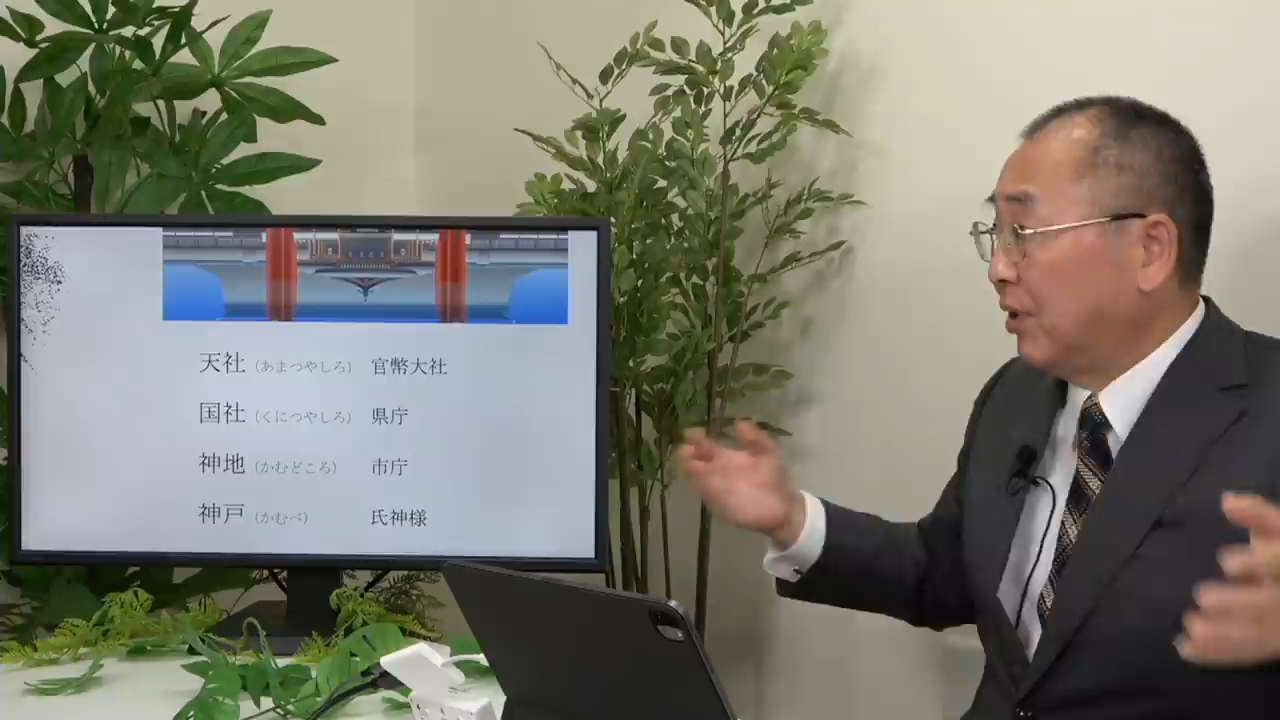 天社 (あまつやしろ) 官幣大社
国社 (くにつやしろ) 県庁
神地 (かむどころ) 市庁
神戸 (かむべ) 氏神様